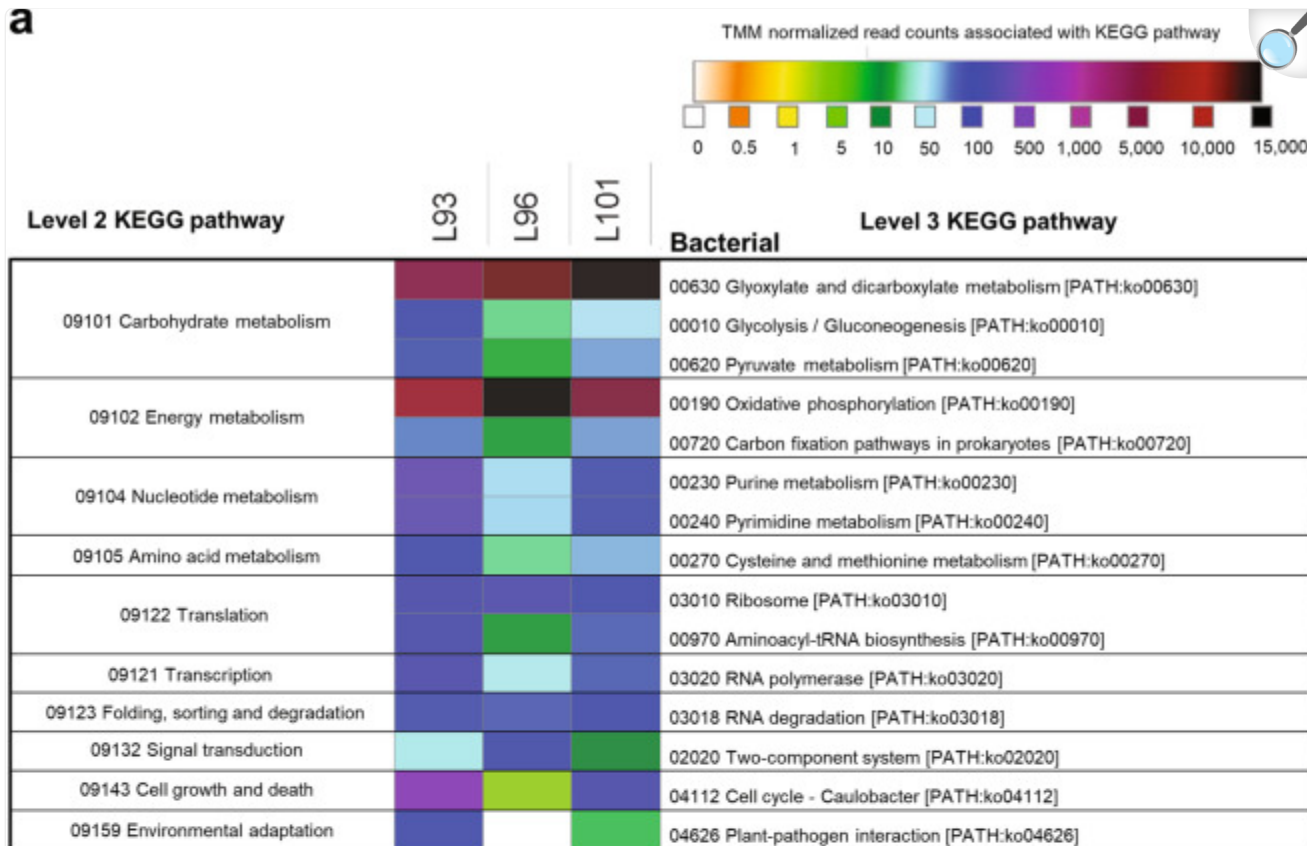 a
TMM normalized read counts associated with KEGG pathway
0 0.5 1 5 10 50 100 500 1,000 5,000 10,000 15,000
Level 2 KEGG pathway L93 L96 L101 Level 3 KEGG pathway
Bacterial
09101 Carbohydrate metabolism
00630 Glyoxylate and dicarboxylate metabolism [PATH:ko00630]
00010 Glycolysis / Gluconeogenesis [PATH:ko00010]
00620 Pyruvate metabolism [PATH:ko00620]
09102 Energy metabolism
00190 Oxidative phosphorylation [PATH:ko00190]
00720 Carbon fixation pathways in prokaryotes [PATH:ko00720]
09104 Nucleotide metabolism
00230 Purine metabolism [PATH:ko00230]
00240 Pyrimidine metabolism [PATH:ko00240]
09105 Amino acid metabolism
00270 Cysteine and methionine metabolism [PATH:ko00270]
09122 Translation
03010 Ribosome [PATH:ko03010]
00970 Aminoacyl-tRNA biosynthesis [PATH:ko00970]
09121 Transcription
03020 RNA polymerase [PATH:ko03020]
09123 Folding, sorting and degradation
03018 RNA degradation [PATH:ko03018]
09132 Signal transduction
02020 Two-component system [PATH:ko02020]
09143 Cell growth and death
04112 Cell cycle - Caulobacter [PATH:ko04112]
09159 Environmental adaptation
04626 Plant-pathogen interaction [PATH:ko04626]